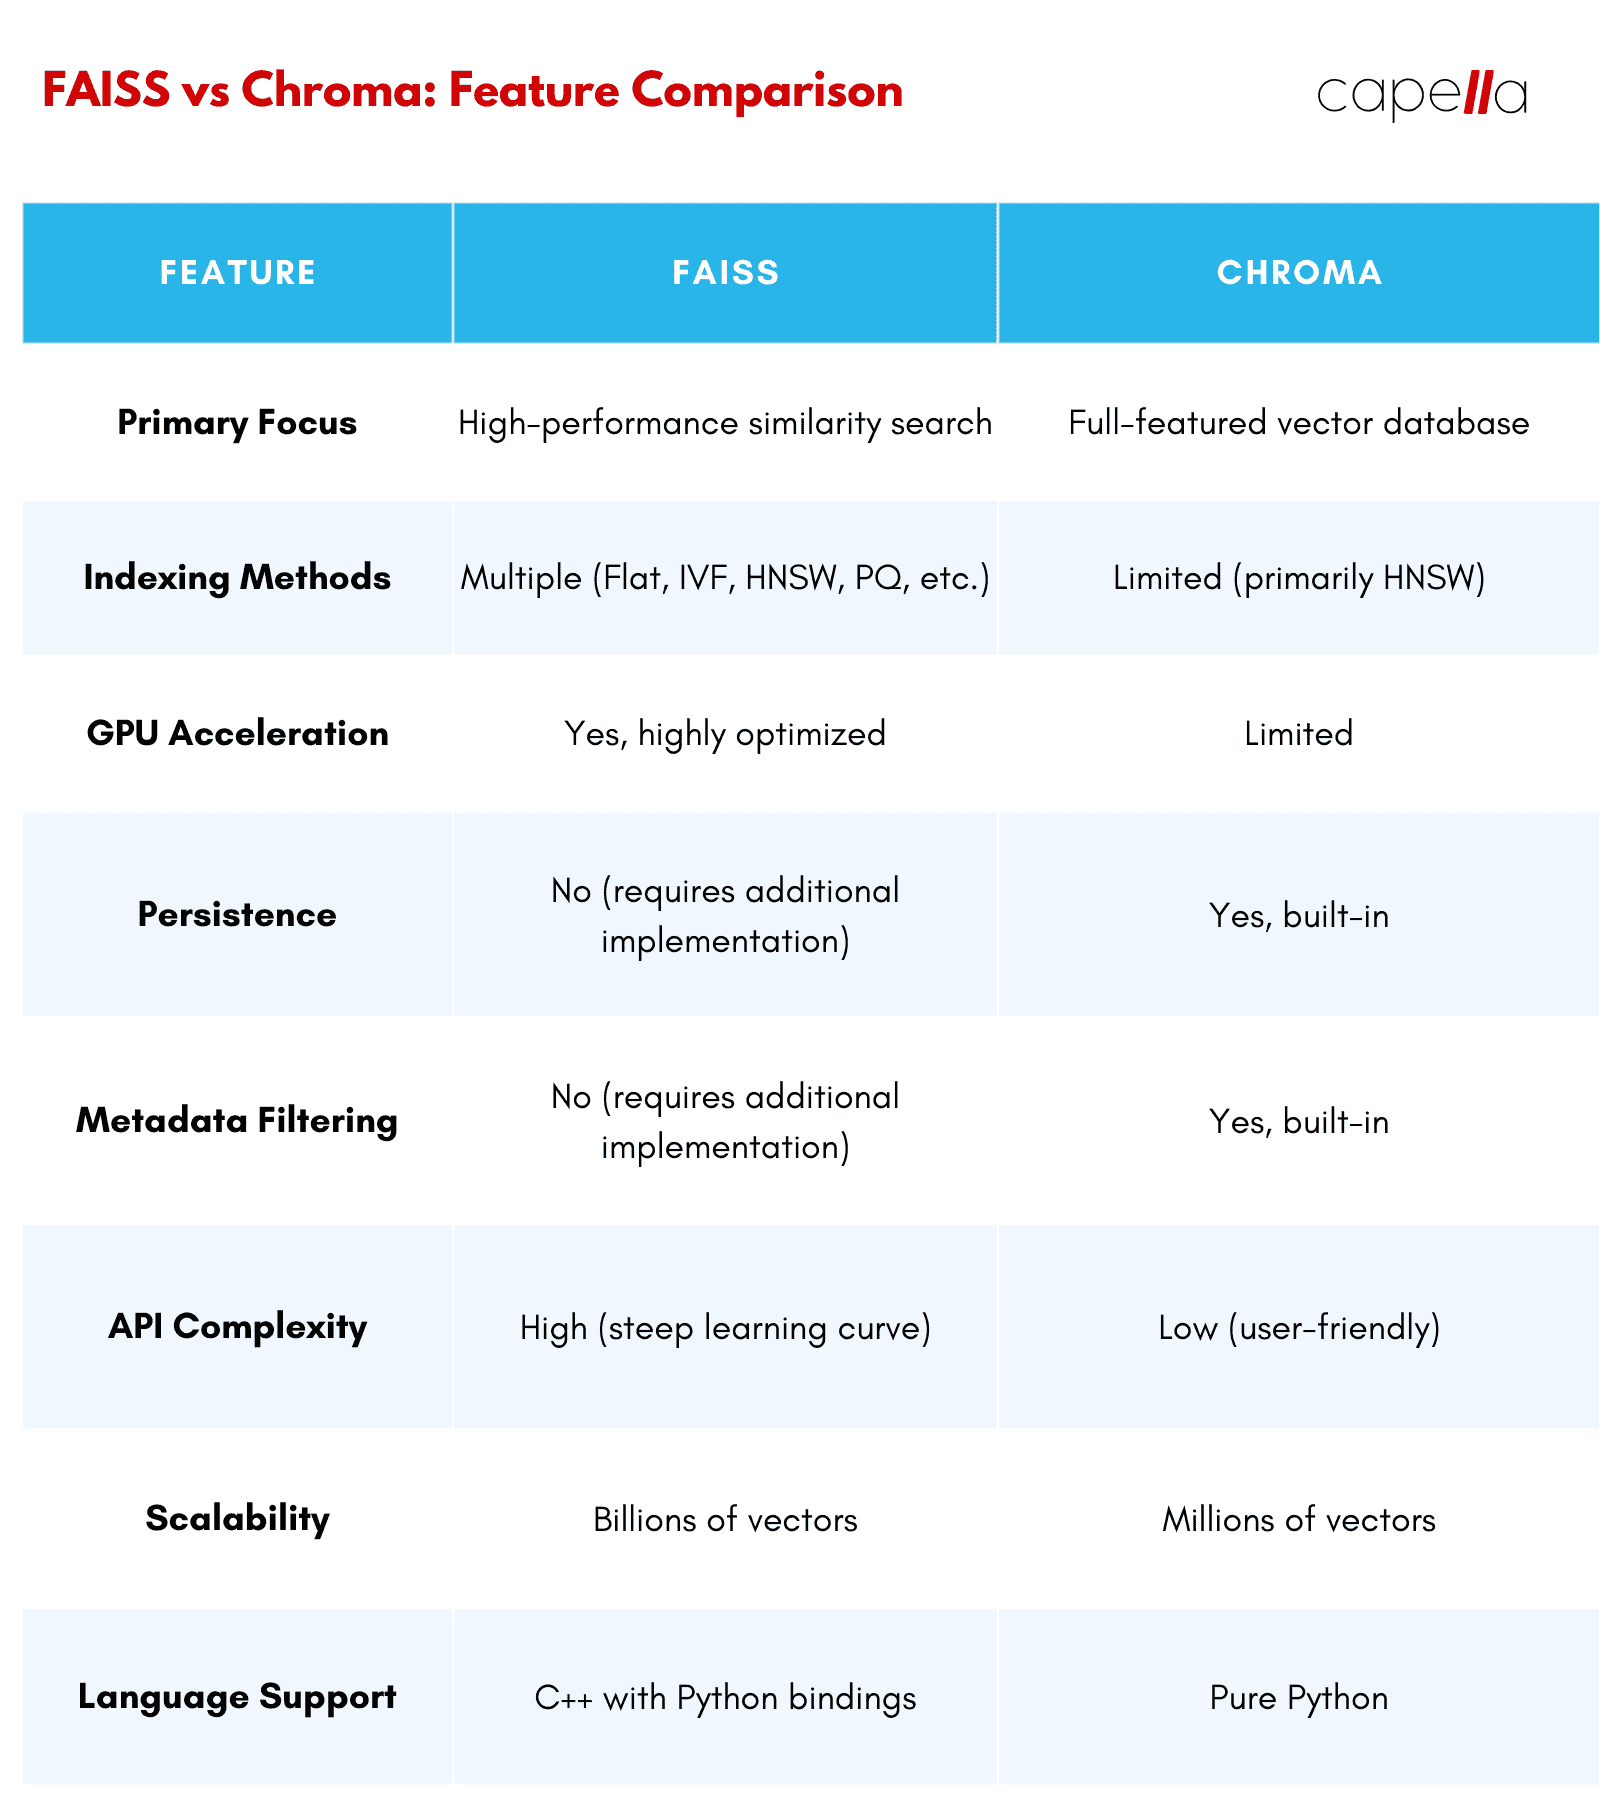 FAISS vs Chroma: Feature Comparison
capella
FEATURE FAISS CHROMA
Primary Focus High-performance similarity search Full-featured vector database
Indexing Methods Multiple (Flat, IVF, HNSW, PQ, etc.) Limited (primarily HNSW)
GPU Acceleration Yes, highly optimized Limited
Persistence No (requires additional
implementation) Yes, built-in
Metadata Filtering No (requires additional
implementation) Yes, built-in
API Complexity High (steep learning curve) Low (user-friendly)
Scalability Billions of vectors Millions of vectors
Language Support C++ with Python bindings Pure Python